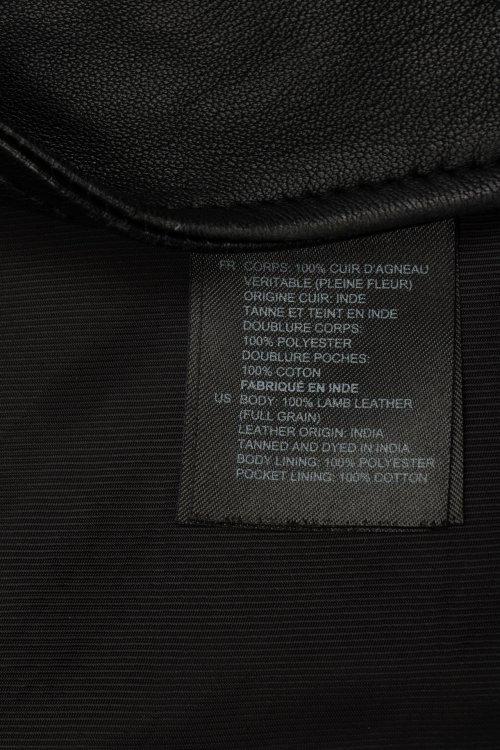 FR CORPS: 100% CUIR D'AGNEAU
VERITABLE (PLEINE FLEUR)
ORIGINE CUIR: INDE
TANNE ET TEINT EN INDE
DOUBLURE CORPS:
100% POLYESTER
DOUBLURE POCHES:
100% COTON
FABRIQUÉ EN INDE
US BODY: 100% LAMB LEATHER
(FULL GRAIN)
LEATHER ORIGIN: INDIA
TANNED AND DYED IN INDIA
BODY LINING: 100% POLYESTER
POCKET LINING: 100% COTTON